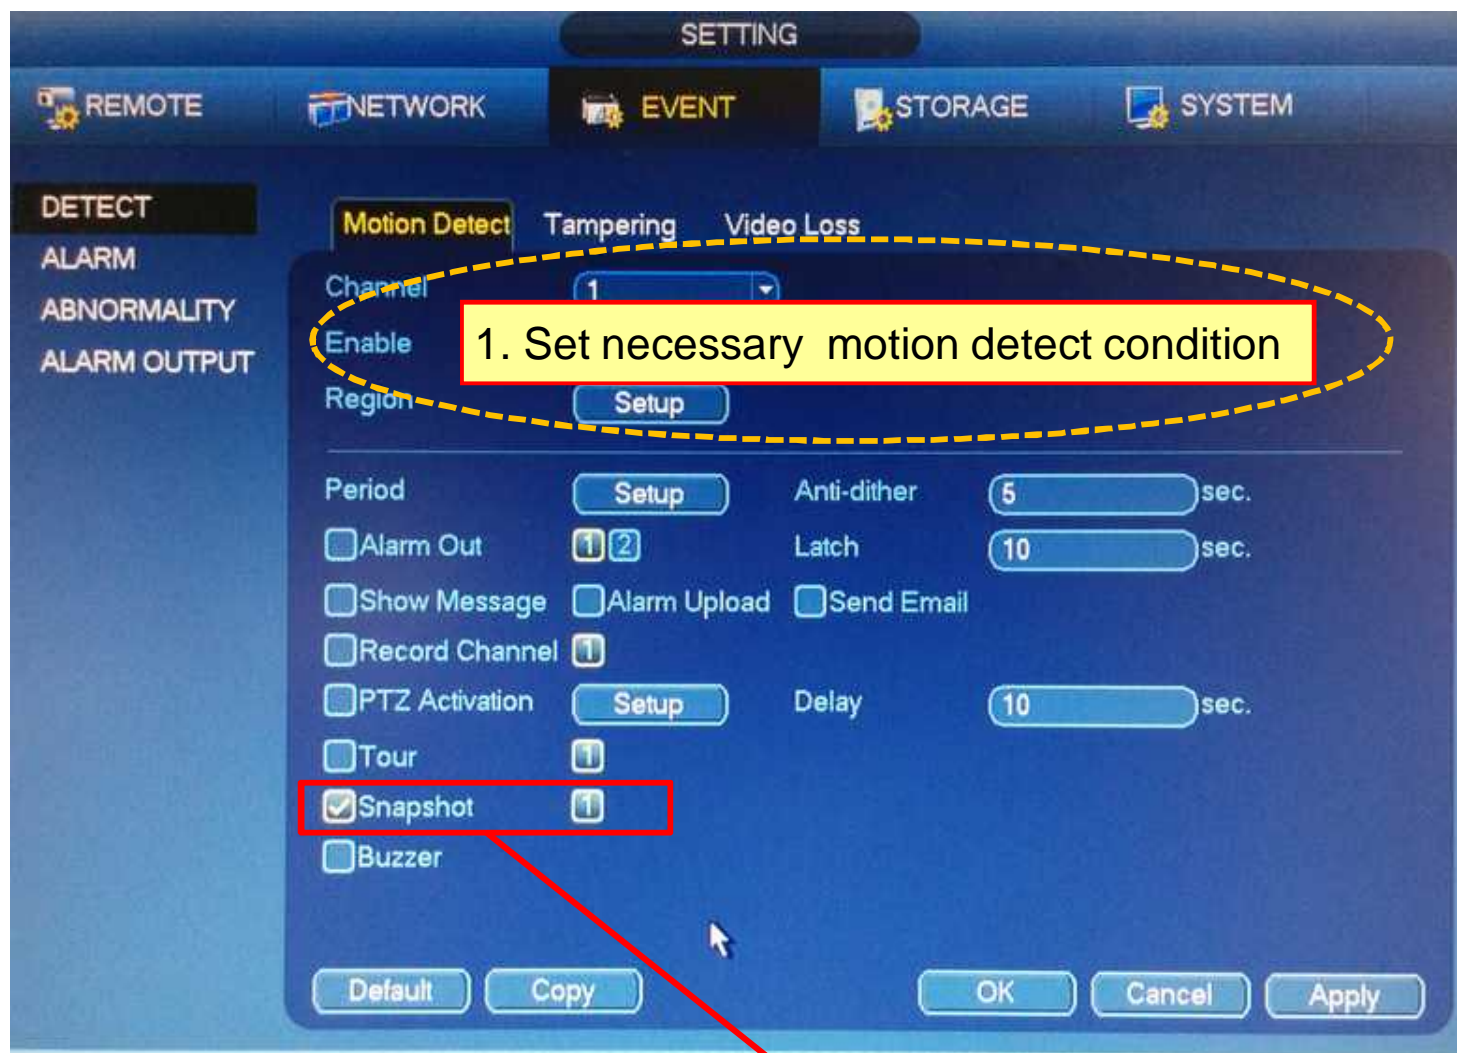 SETTING
REMOTE NETWORK EVENT STORAGE SYSTEM
DETECT
ALARM
ABNORMALITY
ALARM OUTPUT
Motion Detect Tampering Video Loss
Channel 1
Enable
1. Set necessary motion detect condition
Region Setup
Period Setup Anti-dither 5 sec.
Alarm Out 1 2 Latch 10 sec.
Show Message Alarm Upload Send Email
Record Channel 1
PTZ Activation Setup Delay 10 sec.
Tour 1
Snapshot 1
Buzzer
Default Copy OK Cancel Apply